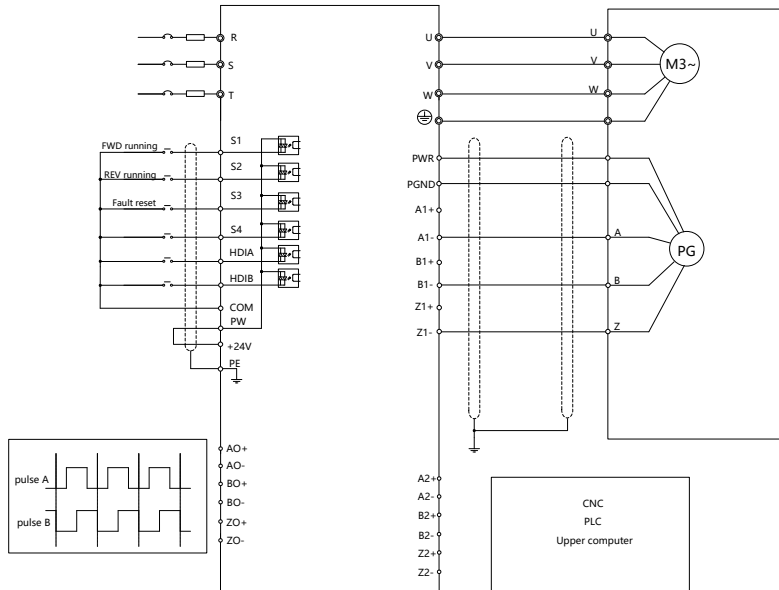 R
S
T
FWD running
REV running
Fault reset
S1
S2
S3
S4
HDIA
HDIB
COM
PW
+24V
PE
AO+
AO-
BO+
BO-
ZO+
ZO-
pulse A
pulse B
U
V
W
PWR
PGND
A1+
A1-
B1+
B1-
Z1+
Z1-
A2+
A2-
B2+
B2-
Z2+
Z2-
U
V
W
M3~
A
B
Z
PG
CNC
PLC
Upper computer